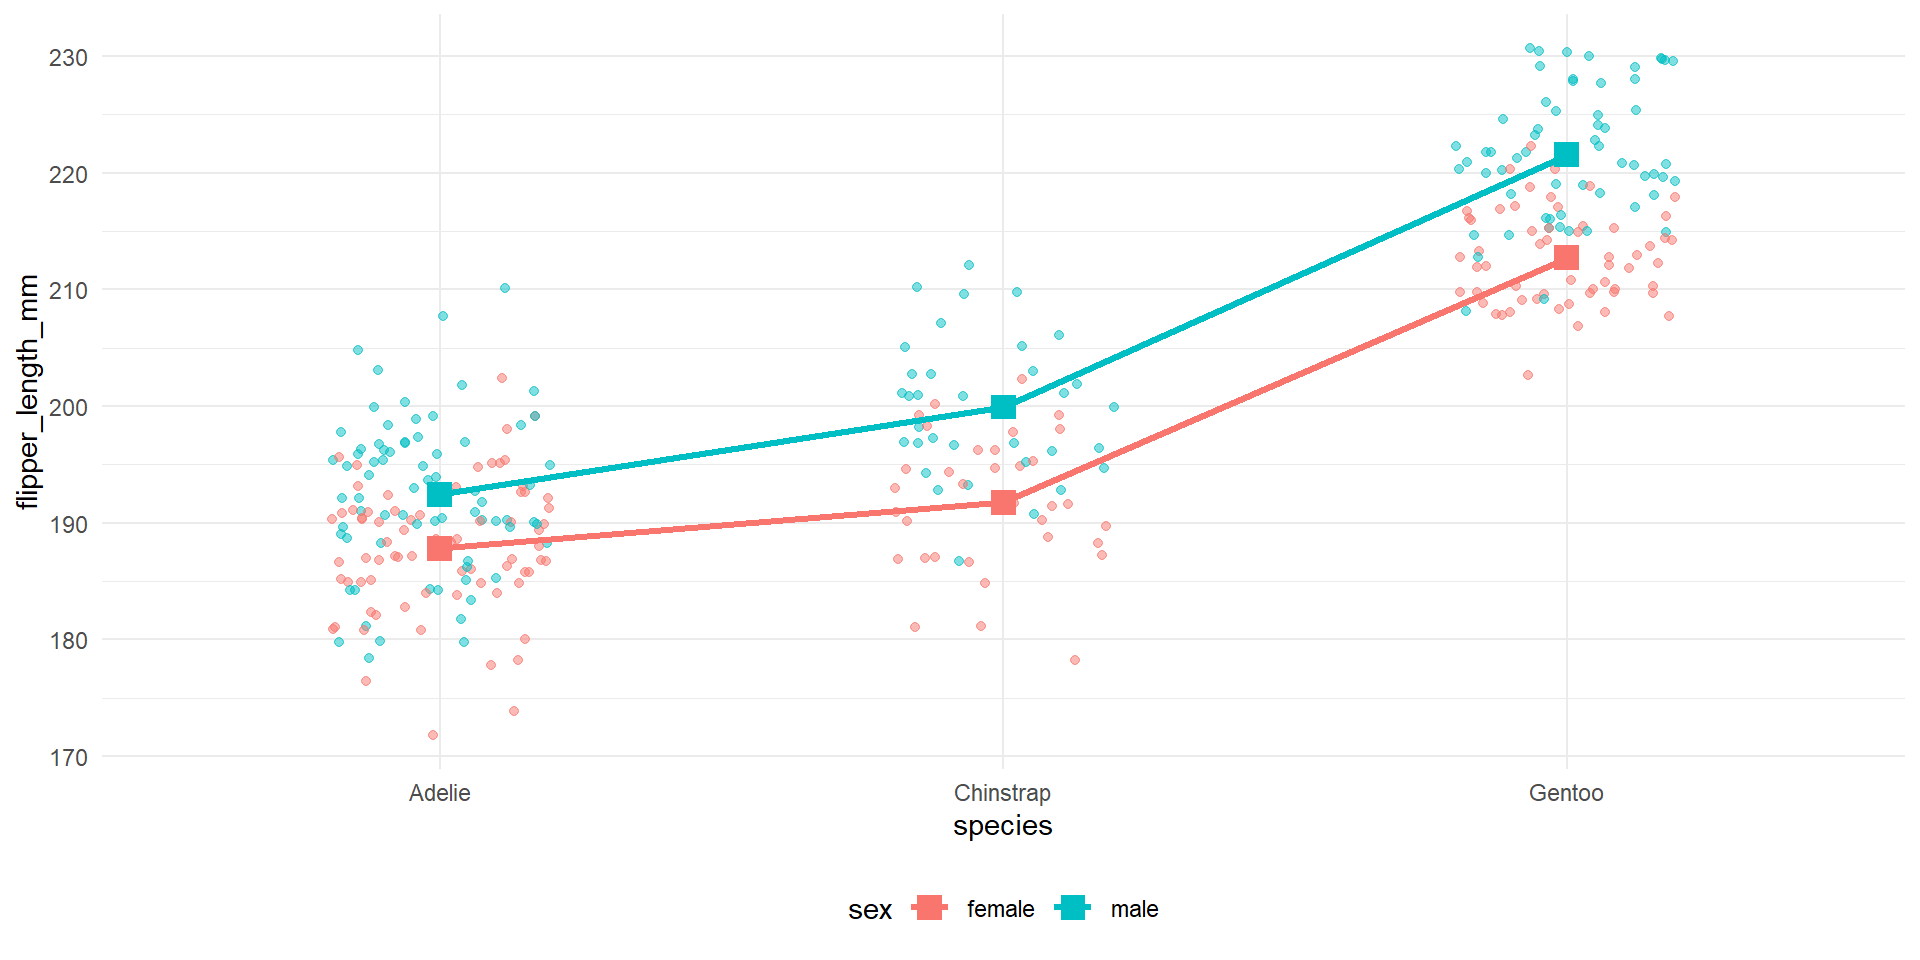 flipper_length_mm
230
220
210
200
190
180
170
Adelie Chinstrap Gentoo
species
sex female male